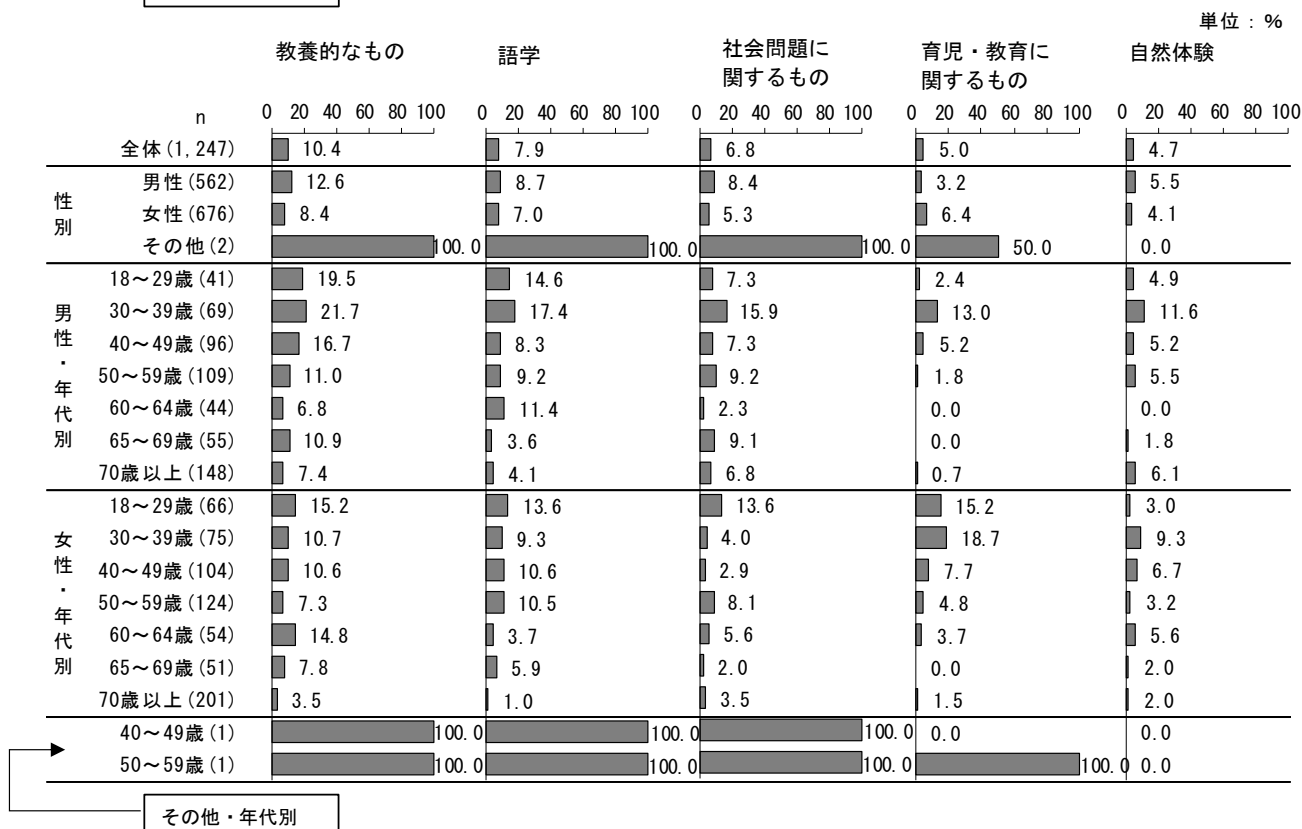 単位：%
教養的なもの 語学 社会問題に関するもの 育児・教育に関するもの 自然体験
n 0 20 40 60 80 100 0 20 40 60 80 100 0 20 40 60 80 100 0 20 40 60 80 100 0 20 40 60 80 100
全体(1,247) 10.4 7.9 6.8 5.0 4.7
性別
男性(562) 12.6 8.7 8.4 3.2 5.5
女性(676) 8.4 7.0 5.3 6.4 4.1
その他(2) 100.0 100.0 100.0 50.0 0.0
男性・年代別
18～29歳(41) 19.5 14.6 7.3 2.4 4.9
30～39歳(69) 21.7 17.4 15.9 13.0 11.6
40～49歳(96) 16.7 8.3 7.3 5.2 5.2
50～59歳(109) 11.0 9.2 9.2 1.8 5.5
60～64歳(44) 6.8 11.4 2.3 0.0 0.0
65～69歳(55) 10.9 3.6 9.1 0.0 1.8
70歳以上(148) 7.4 4.1 6.8 0.7 6.1
女性・年代別
18～29歳(66) 15.2 13.6 13.6 15.2 3.0
30～39歳(75) 10.7 9.3 4.0 18.7 9.3
40～49歳(104) 10.6 10.6 2.9 7.7 6.7
50～59歳(124) 7.3 10.5 8.1 4.8 3.2
60～64歳(54) 14.8 3.7 5.6 3.7 5.6
65～69歳(51) 7.8 5.9 2.0 0.0 2.0
70歳以上(201) 3.5 1.0 3.5 1.5 2.0
40～49歳(1) 100.0 100.0 100.0 0.0 0.0
50～59歳(1) 100.0 100.0 100.0 100.0 0.0
その他・年代別